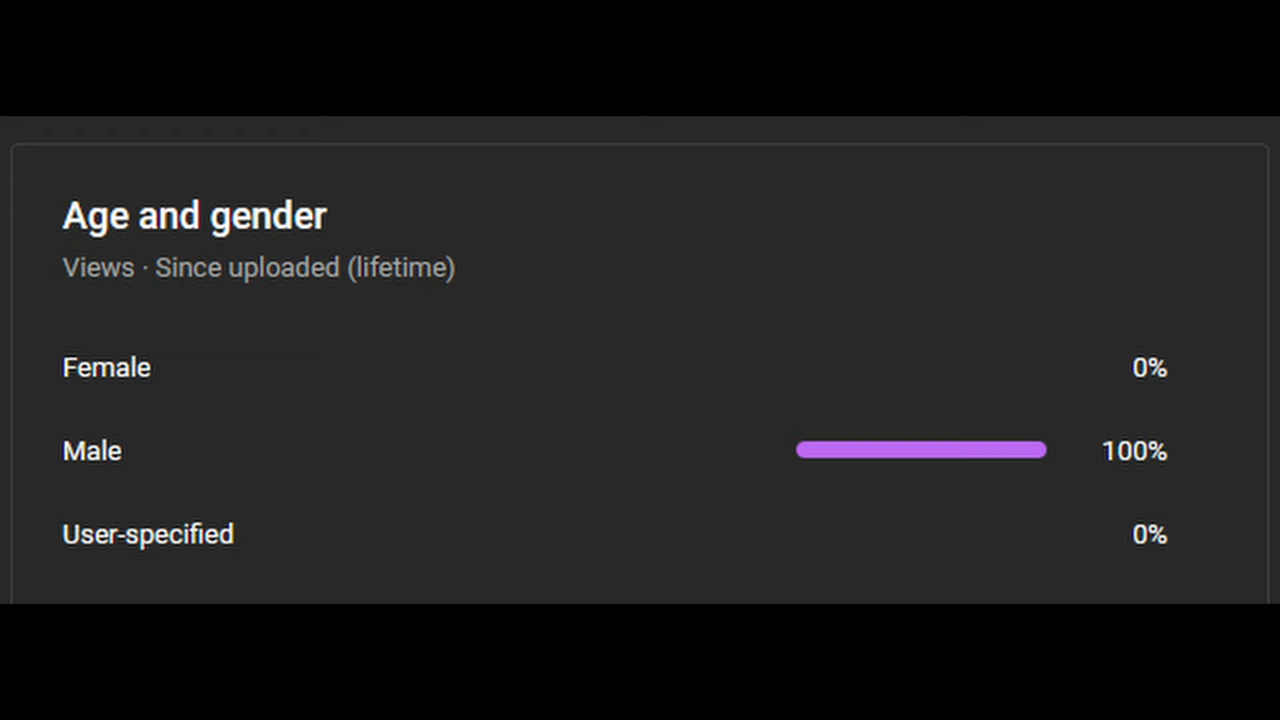 Age and gender
Views · Since uploaded (lifetime)
Female 0%
Male 100%
User-specified 0%